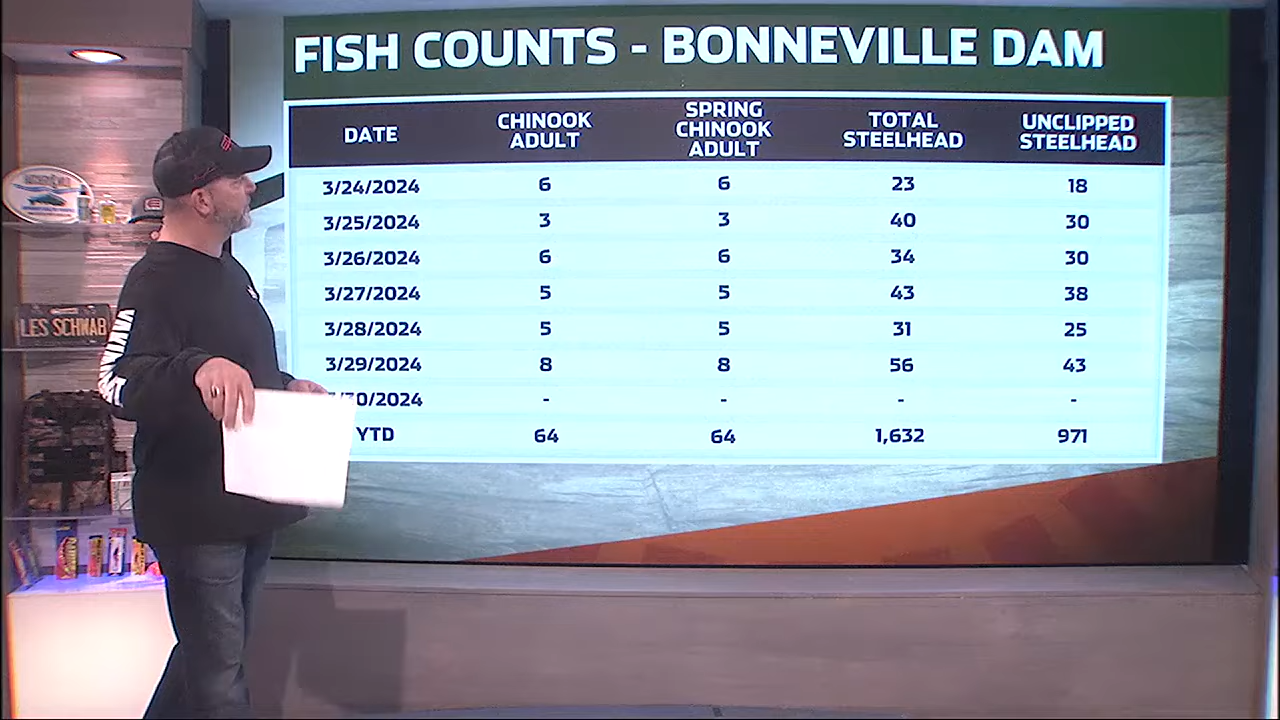 FISH COUNTS - BONNEVILLE DAM
DATE CHINOOK ADULT SPRING CHINOOK ADULT TOTAL STEELHEAD UNCLIPPED STEELHEAD
3/24/2024 6 6 23 18
3/25/2024 3 3 40 30
3/26/2024 6 6 34 30
3/27/2024 5 5 43 38
3/28/2024 5 5 31 25
3/29/2024 8 8 56 43
/30/2024 - - - -
YTD 64 64 1,632 971
LES SCHWAB